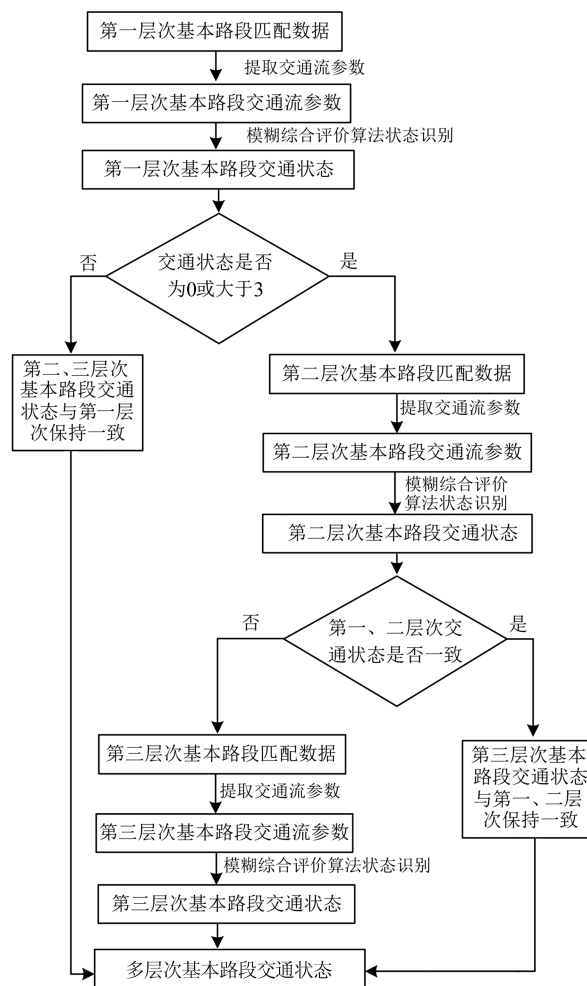 第一层次基本路段匹配数据
提取交通流参数
第一层次基本路段交通流参数
模糊综合评价算法状态识别
第一层次基本路段交通状态
交通状态是否
为0或大于3
否
是
第二、三层次
基本路段交通
状态与第一层
次保持一致
第二层次基本路段匹配数据
提取交通流参数
第二层次基本路段交通流参数
模糊综合评价
算法状态识别
第二层次基本路段交通状态
第一、二层次交
通状态是否一致
否
是
第三层次基本路段匹配数据
提取交通流参数
第三层次基本路段交通流参数
模糊综合评价算法状态识别
第三层次基本路段交通状态
第三层次基本
路段交通状态
与第一、二层
次保持一致
多层次基本路段交通状态